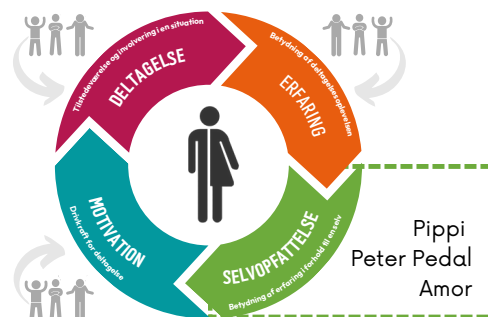 Tilstedeværelse og involvering i en situation
DELTAGELSE
Betydning af deltagelsesoplevelsen
ERFARING
MOTIVATION
Drivkraft for deltagelse
SELVOPFATTELSE
Betydning af erfaring i forhold til en selv
Pippi
Peter Pedal
Amor